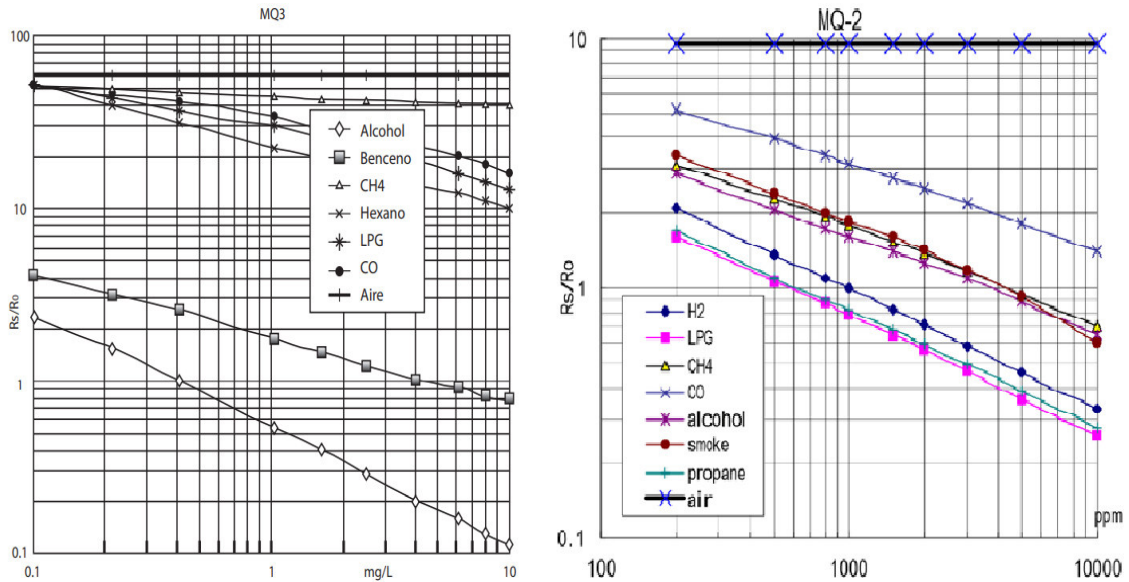 MQ3
100
10
1
0.1
Rs/Ro
Alcohol
Benceno
CH4
Hexano
LPG
CO
Aire
0.1
1
mg/L
10
MQ-2
10
1
0.1
Rs/Ro
H2
LPG
CH4
CO
alcohol
smoke
propane
air
ppm
100
1000
10000